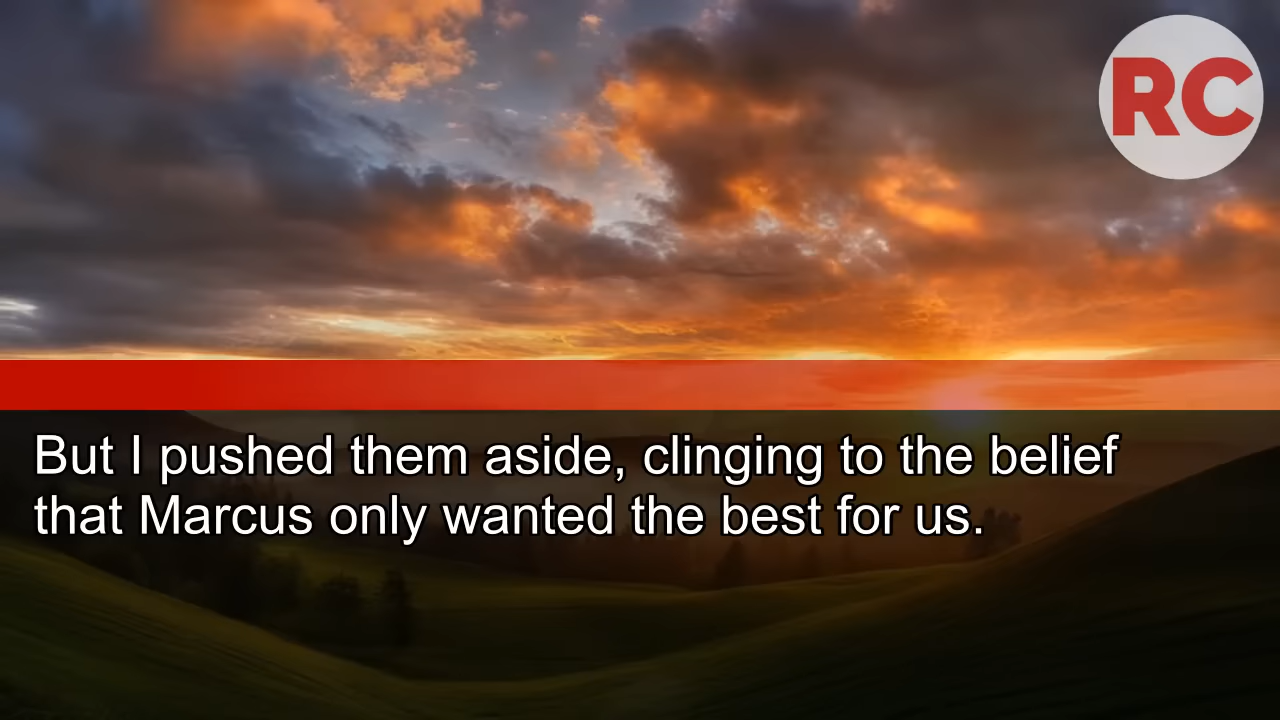 RC
But I pushed them aside, clinging to the belief
that Marcus only wanted the best for us.